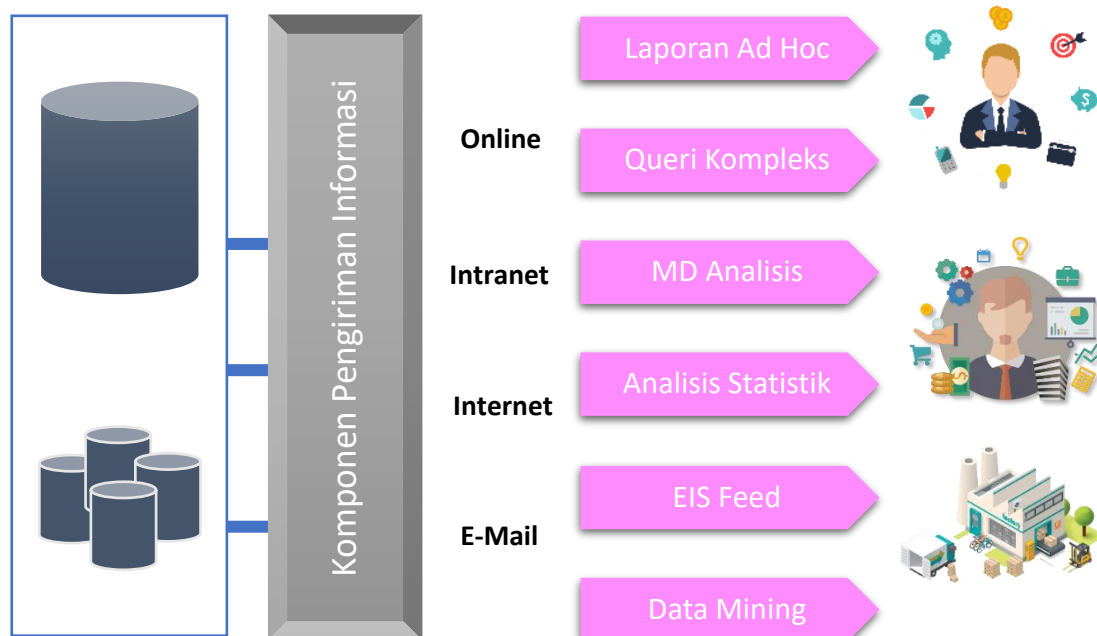 Komponen Pengiriman Informasi
Online
Intranet
Internet
E-Mail
Laporan Ad Hoc
Queri Kompleks
MD Analisis
Analisis Statistik
EIS Feed
Data Mining